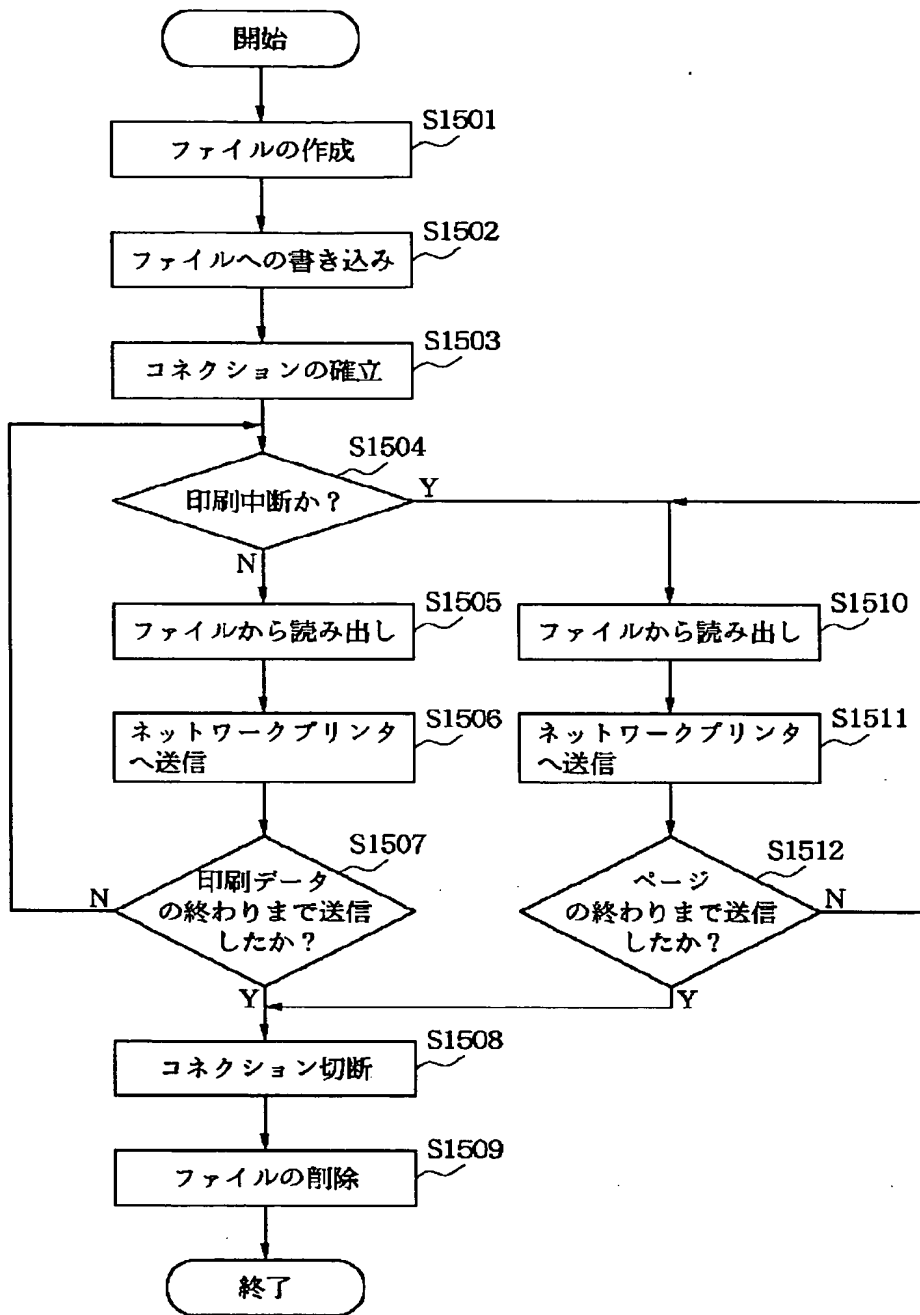 開始
S1501
ファイルの作成
S1502
ファイルへの書き込み
S1503
コネクションの確立
S1504
印刷中断か？
Y
N
S1505
ファイルから読み出し
S1510
ファイルから読み出し
S1506
ネットワークプリンタ
へ送信
S1511
ネットワークプリンタ
へ送信
S1507
印刷データ
の終わりまで送信
したか？
N
Y
S1512
ページ
の終わりまで送信
したか？
N
Y
S1508
コネクション切断
S1509
ファイルの削除
終了